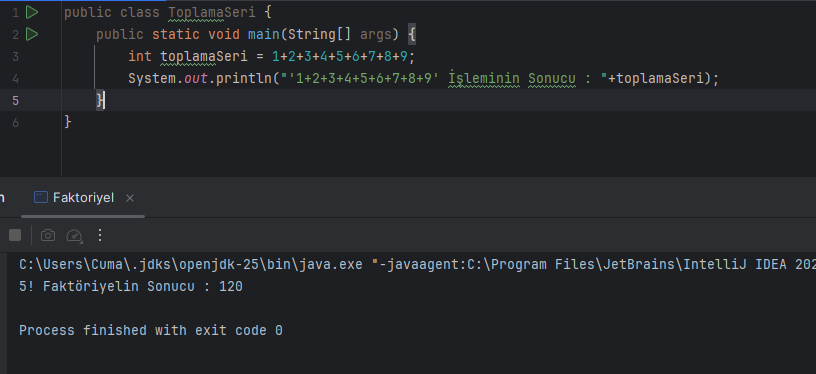 1 public class ToplamaSeri {
2 public static void main(String[] args) {
3 int toplamaSeri = 1+2+3+4+5+6+7+8+9;
4 System.out.println("'1+2+3+4+5+6+7+8+9' İşleminin Sonucu : "+toplamaSeri);
5 }
6 }
n Faktoriyel ×
C:\Users\Cuma\.jdks\openjdk-25\bin\java.exe "-javaagent:C:\Program Files\JetBrains\IntelliJ IDEA 202
5! Faktöriyelin Sonucu : 120
Process finished with exit code 0